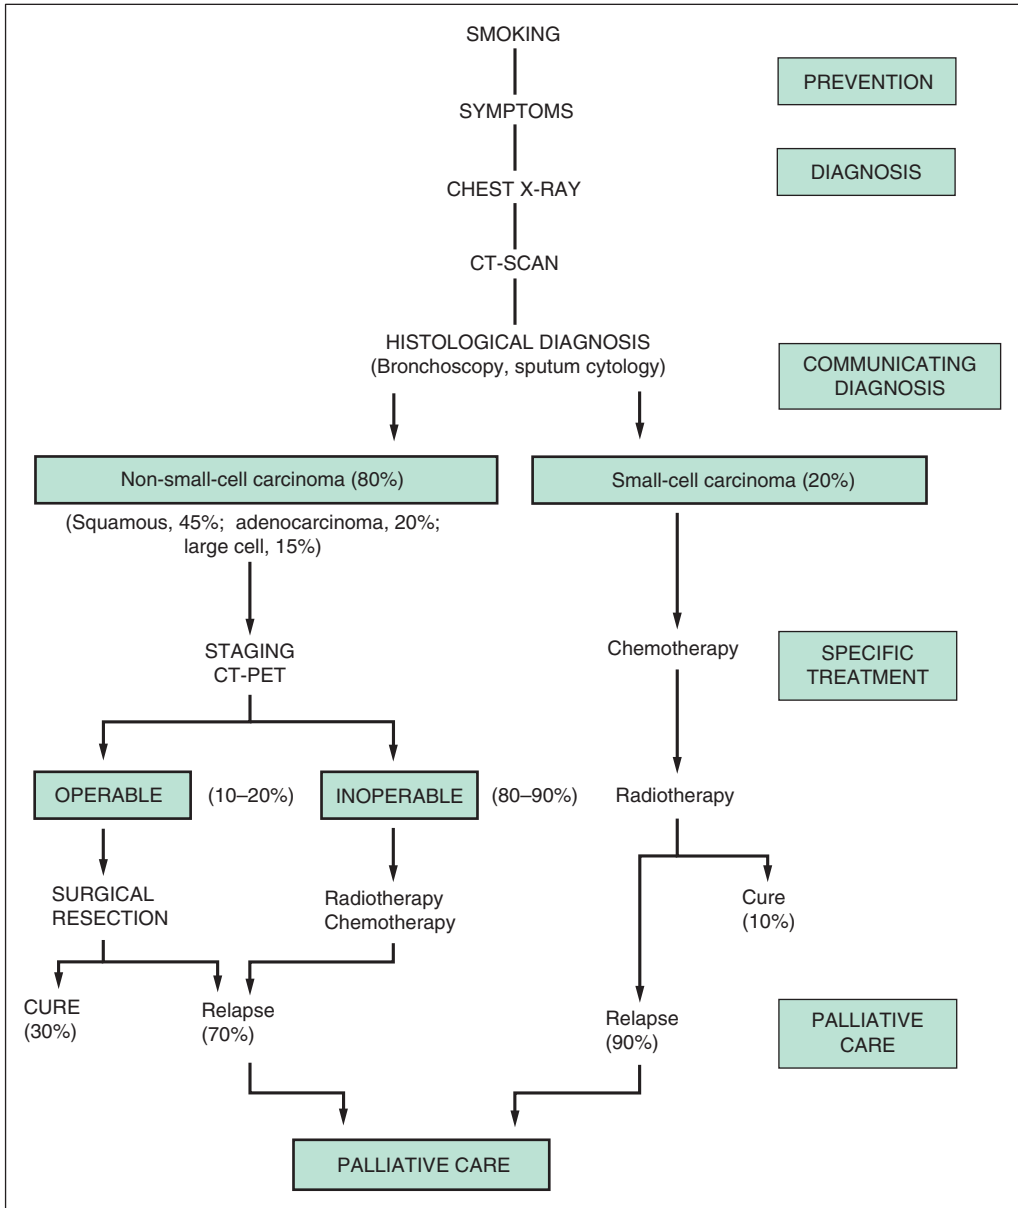 SMOKING
PREVENTION
SYMPTOMS
DIAGNOSIS
CHEST X-RAY
CT-SCAN
HISTOLOGICAL DIAGNOSIS
(Bronchoscopy, sputum cytology)
COMMUNICATING
DIAGNOSIS
Non-small-cell carcinoma (80%)
Small-cell carcinoma (20%)
(Squamous, 45%; adenocarcinoma, 20%;
large cell, 15%)
STAGING
CT-PET
Chemotherapy
SPECIFIC
TREATMENT
OPERABLE
(10–20%)
INOPERABLE
(80–90%)
Radiotherapy
SURGICAL
RESECTION
Radiotherapy
Chemotherapy
Cure
(10%)
CURE
(30%)
Relapse
(70%)
Relapse
(90%)
PALLIATIVE
CARE
PALLIATIVE CARE